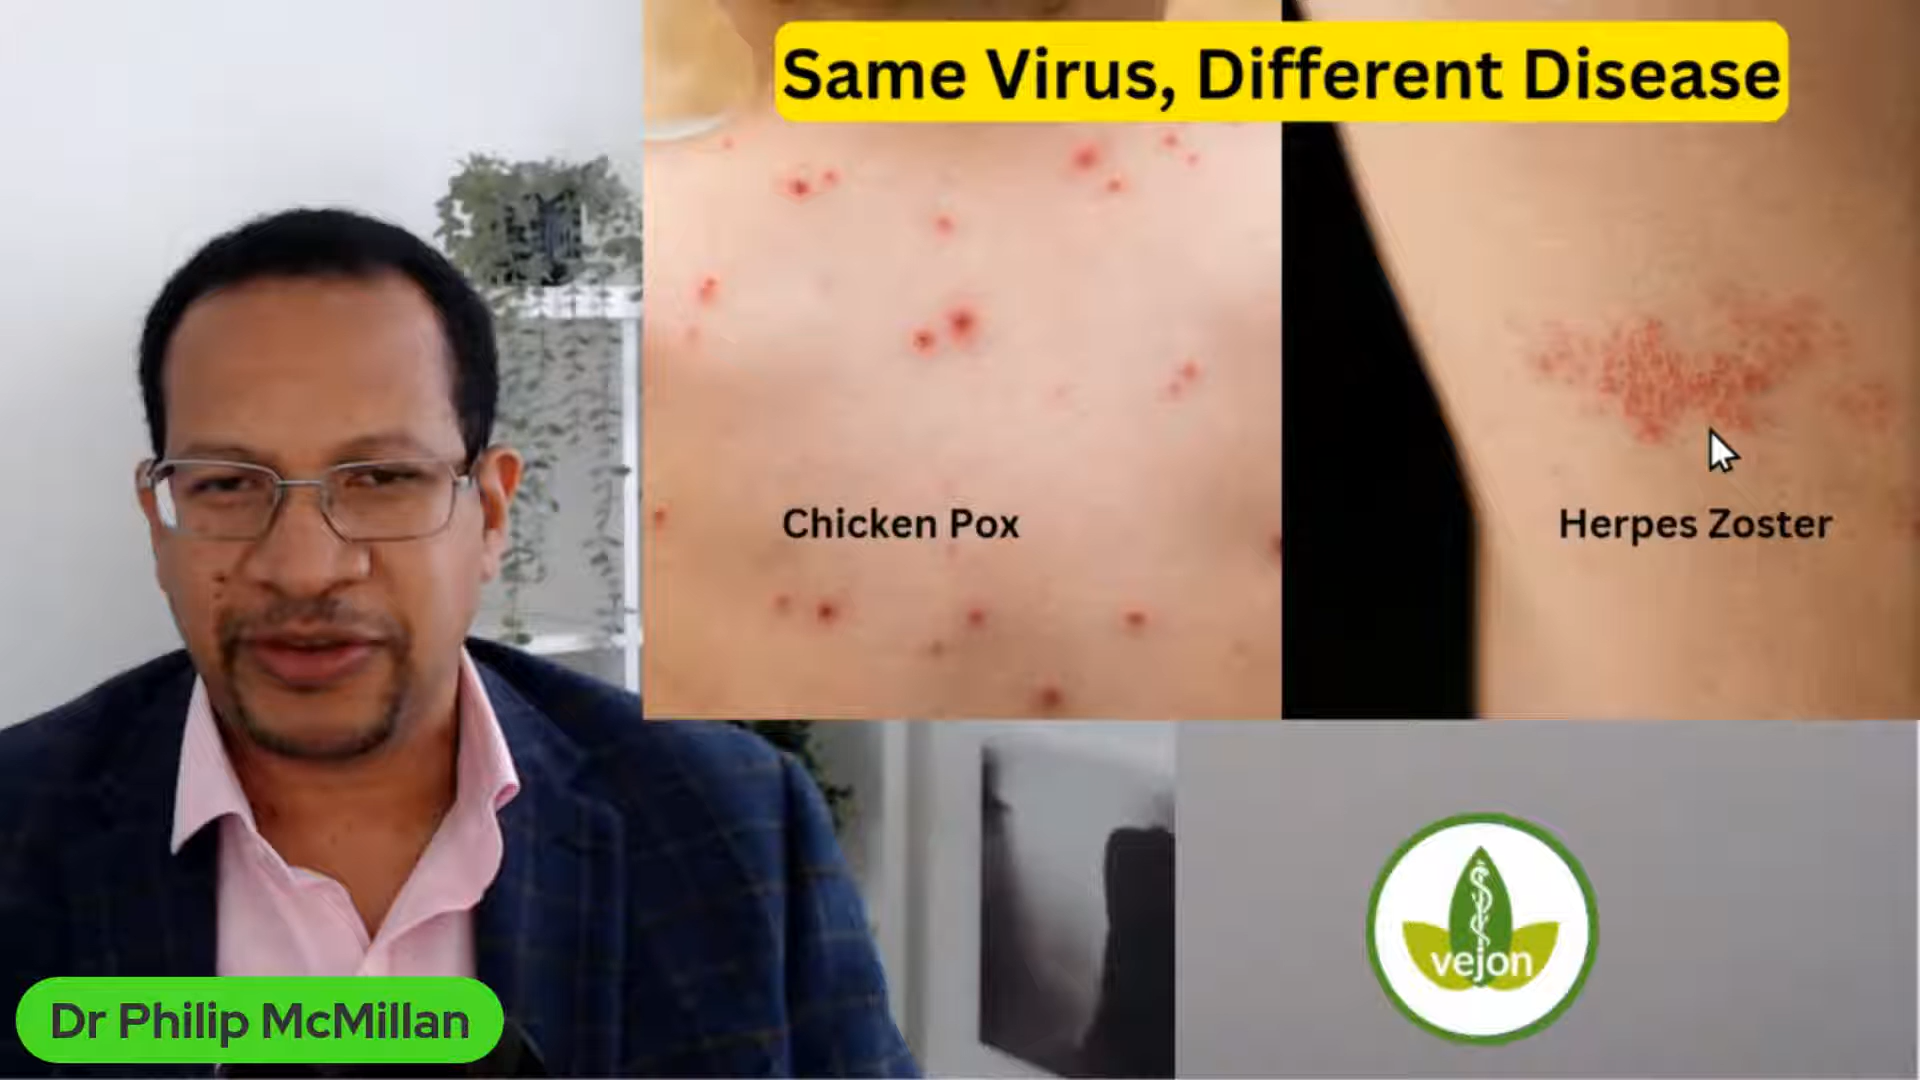 Same Virus, Different Disease
Chicken Pox
Herpes Zoster
vejon
Dr Philip McMillan